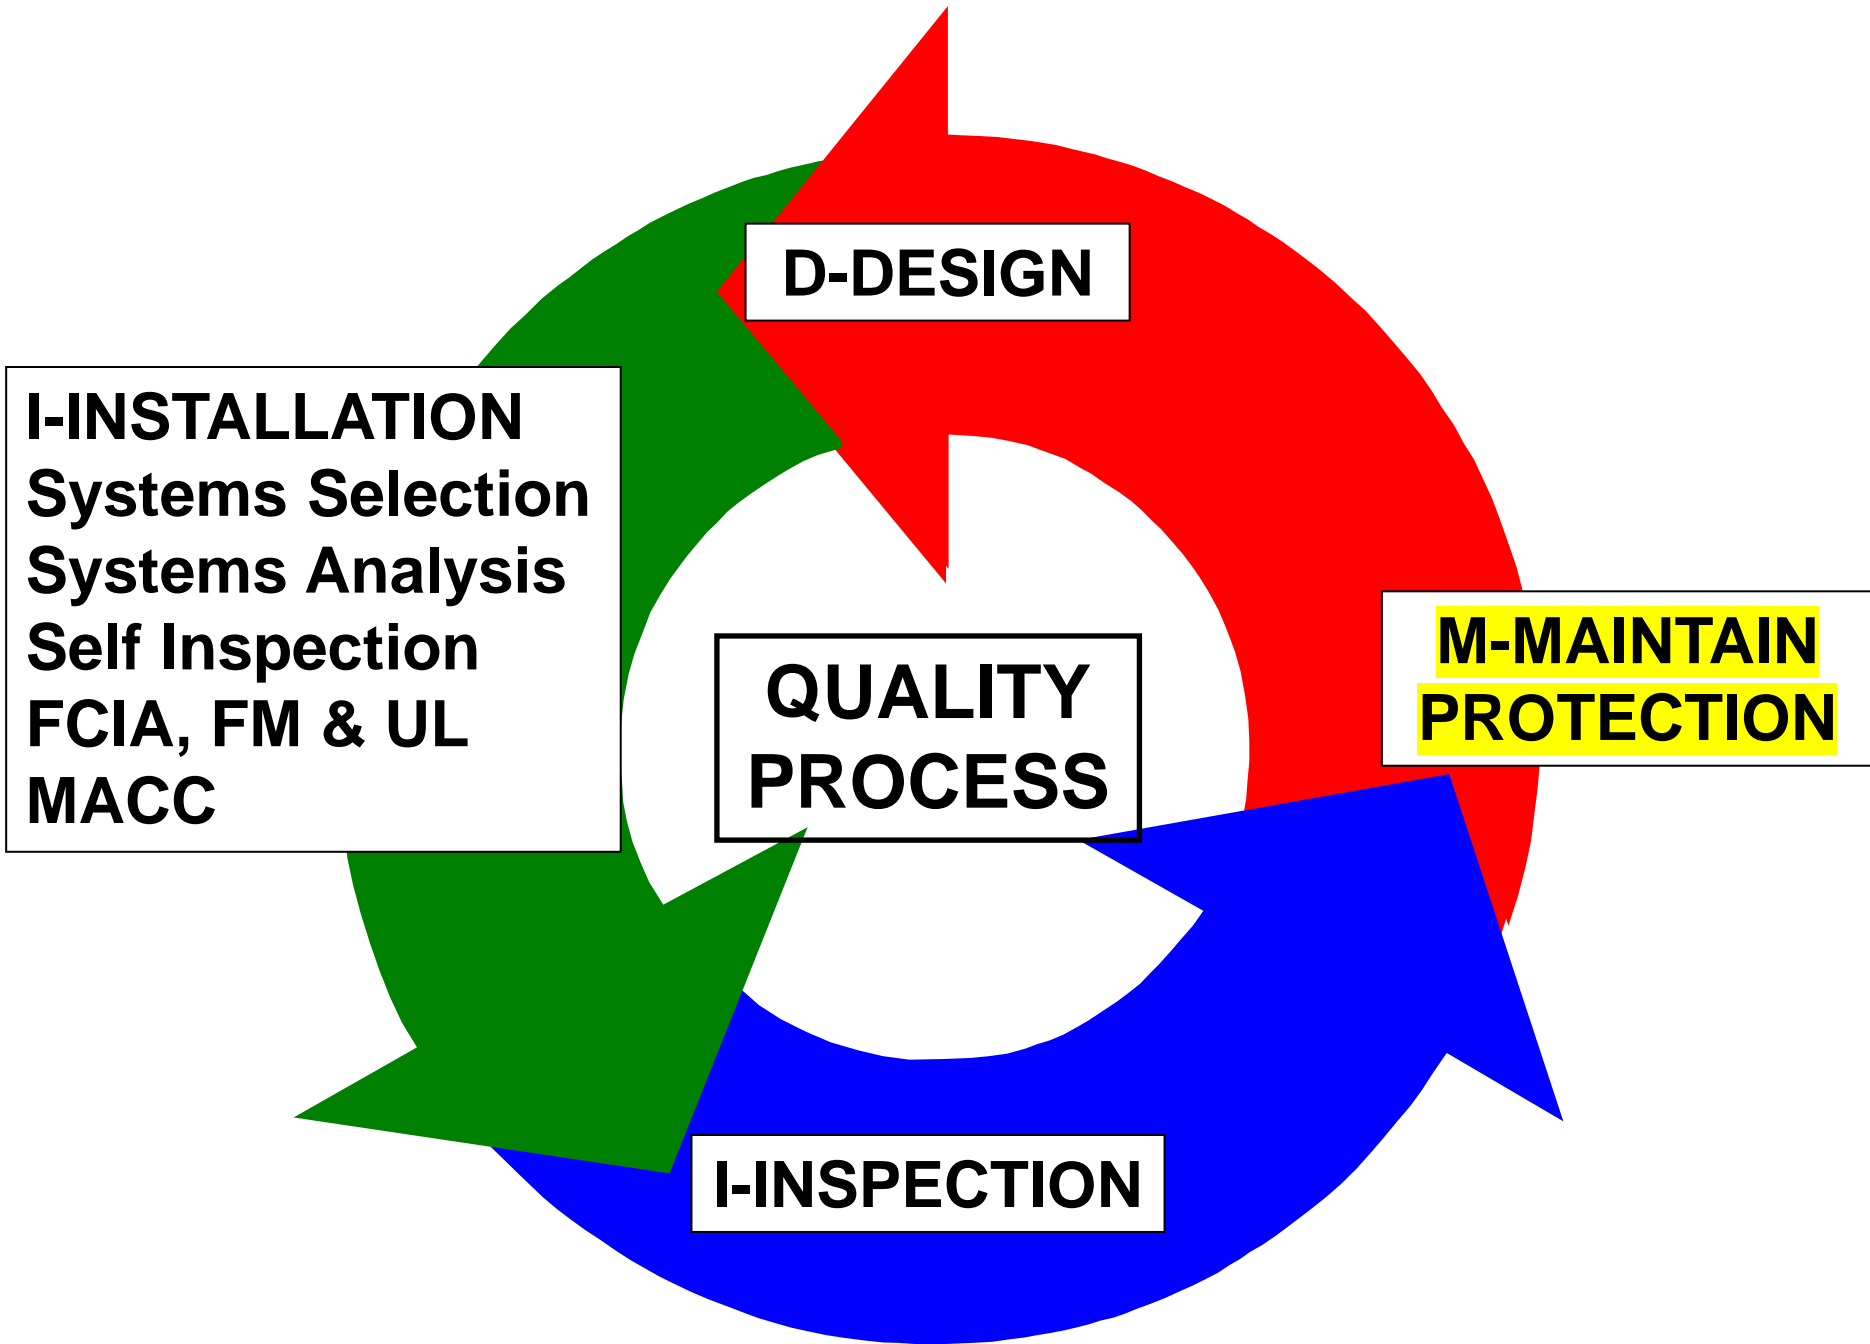 D-DESIGN
I-INSTALLATION
Systems Selection
Systems Analysis
Self Inspection
FCIA, FM & UL
MACC
QUALITY
PROCESS
M-MAINTAIN
PROTECTION
I-INSPECTION